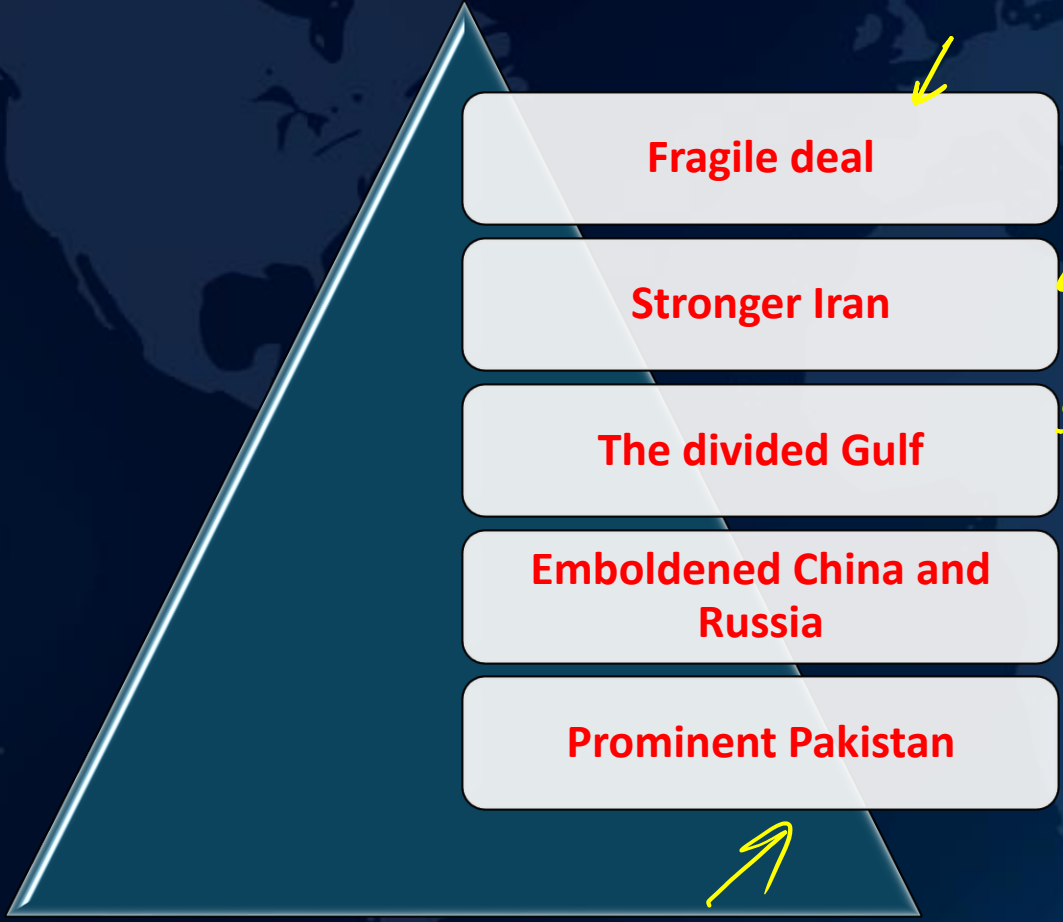 Fragile deal
Stronger Iran
The divided Gulf
Emboldened China and
Russia
Prominent Pakistan